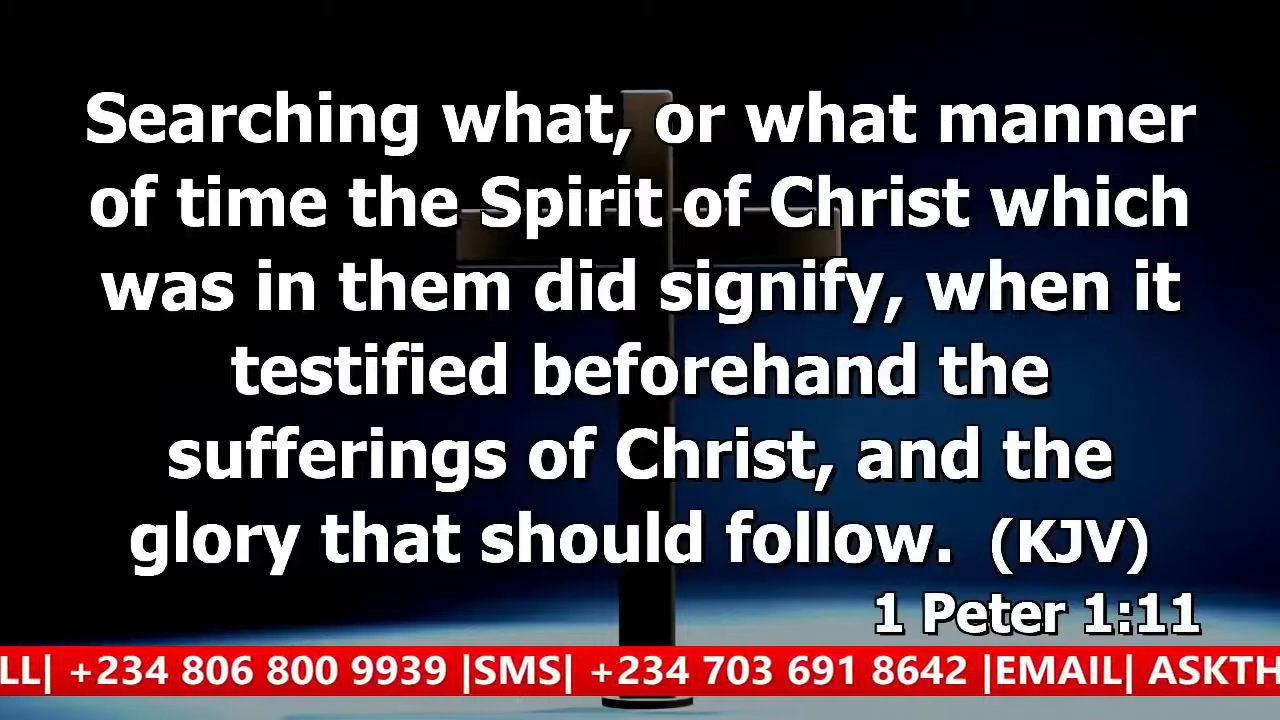 Searching what, or what manner
of time the Spirit of Christ which
was in them did signify, when it
testified beforehand the
sufferings of Christ, and the
glory that should follow. (KJV)
1 Peter 1:11
LL| +234 806 800 9939 |SMS| +234 703 691 8642 |EMAIL| ASKTH